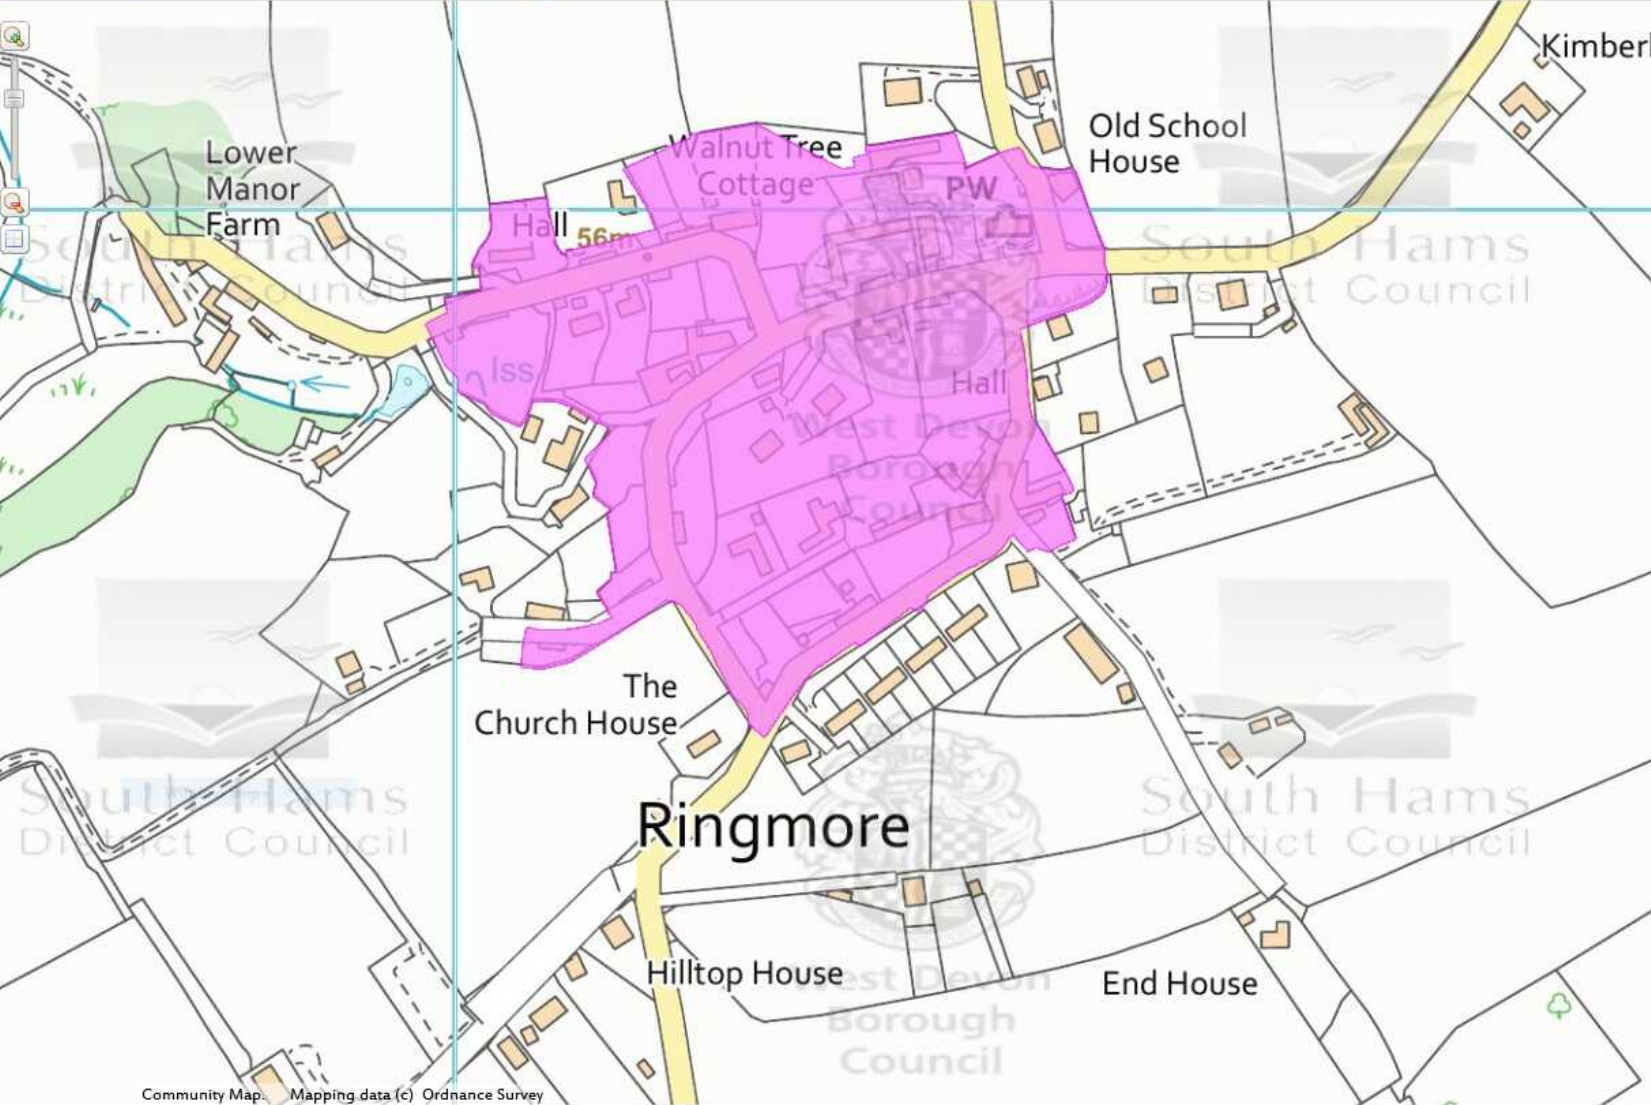 Kimberl
Old School
House
Lower
Manor
Farm
Walnut Tree
Cottage
PW
Hall
56m
South Hams
District Council
South Hams
District Council
Iss
Hall
West Devon
Borough
Council
The
Church House
Ringmore
South Hams
District Council
South Hams
District Council
Hilltop House
End House
West Devon
Borough
Council
Community Map.
Mapping data (c) Ordnance Survey